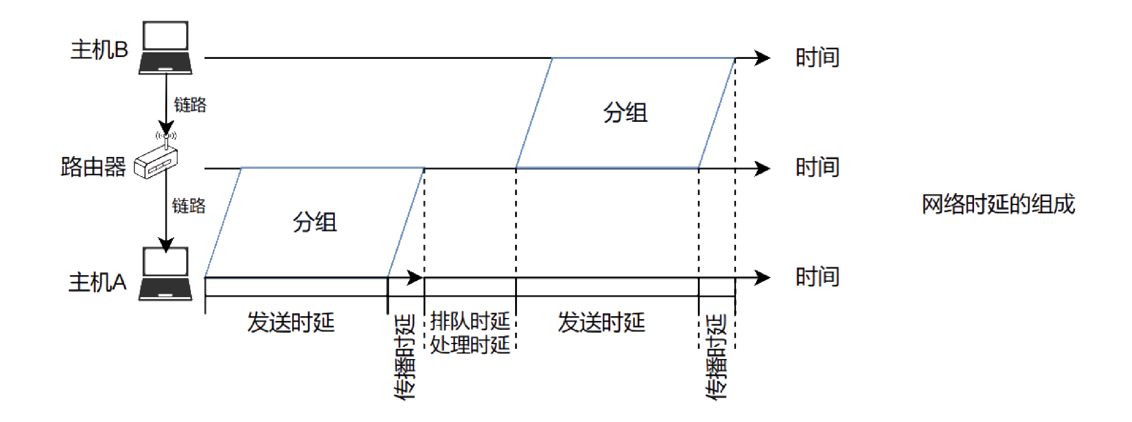 主机B
时间
链路
分组
路由器
时间
链路
分组
网络时延的组成
主机A
时间
发送时延
传播时延
排队时延
处理时延
发送时延
传播时延